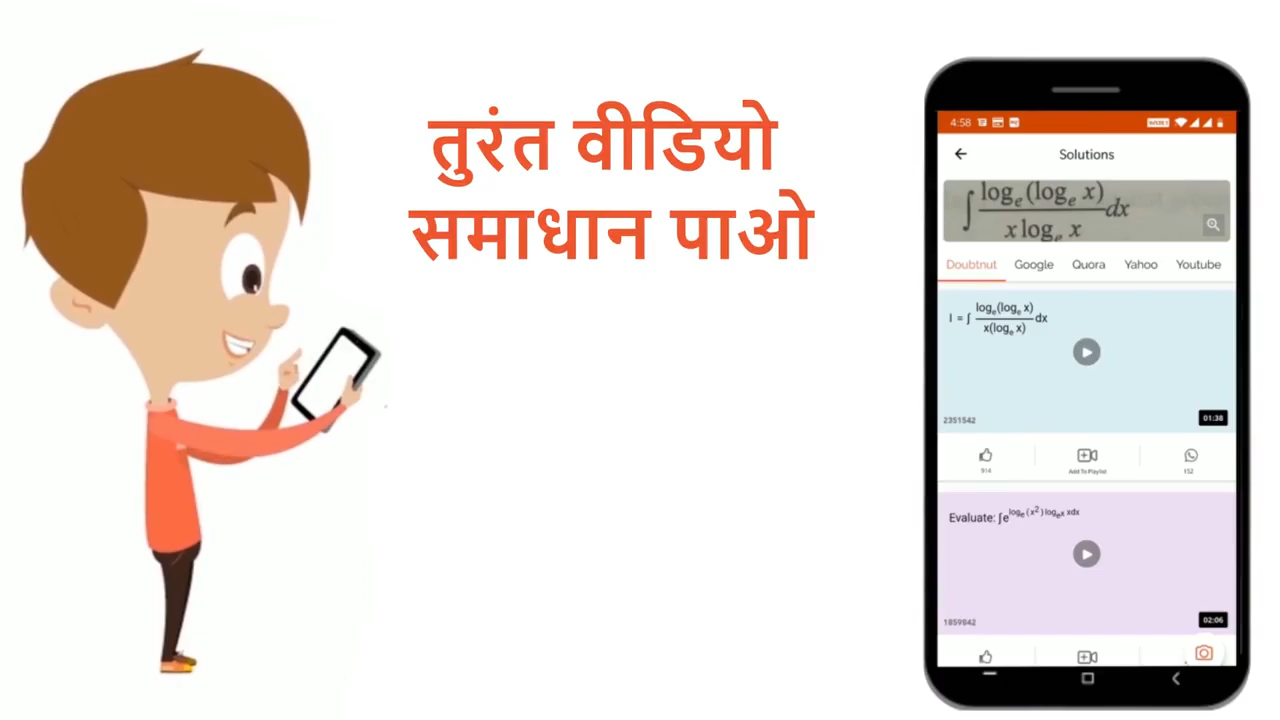 तुरंत वीडियो
समाधान पाओ
4:58
Solutions
∫ logₑ(logₑ x) / x logₑ x dx
Doubtnut Google Quora Yahoo Youtube
I = ∫ logₑ(logₑ x) / x(logₑ x) dx
2351542
01:38
914
Add To Playlist
152
Evaluate: ∫e^logₑ(x²) logₑx xdx
1859842
02:06